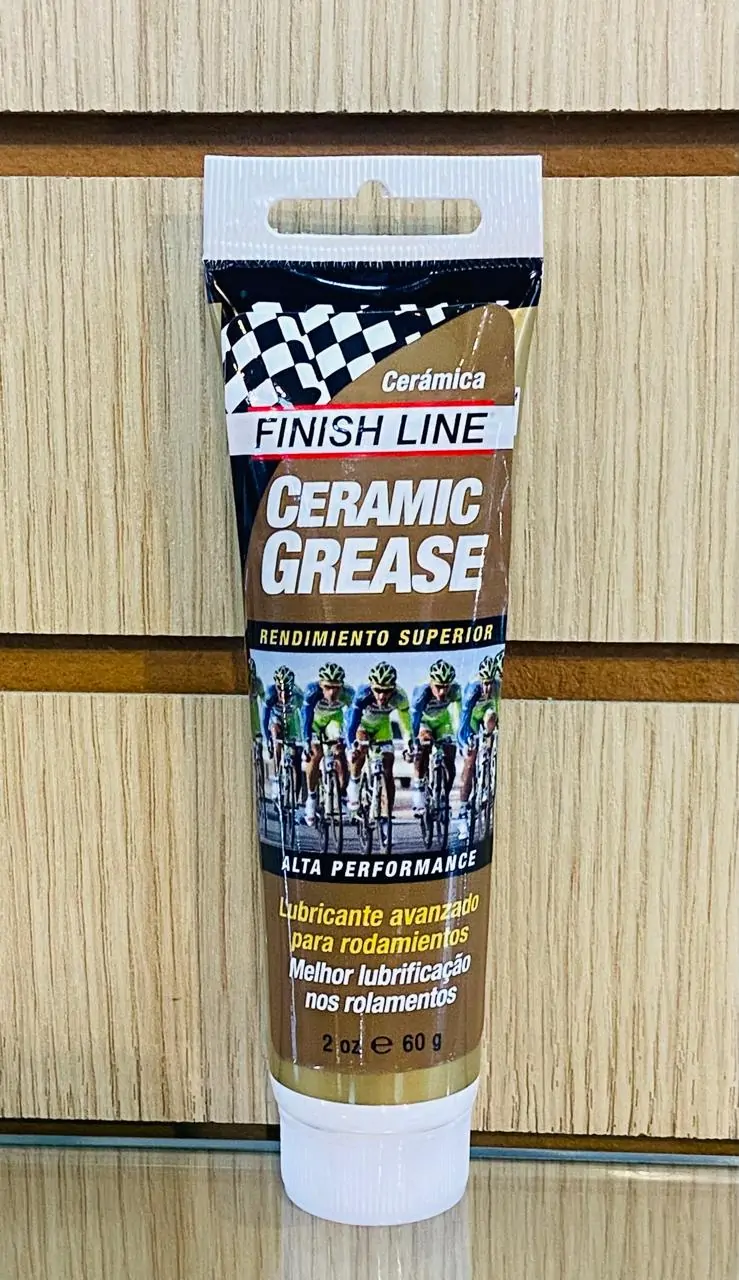 Cerámica
FINISH LINE
CERAMIC
GREASE
RENDIMIENTO SUPERIOR
ALTA PERFORMANCE
Lubricante avanzado
para rodamientos
Melhor lubrificação
nos rolamentos
2 oz ℮ 60 g